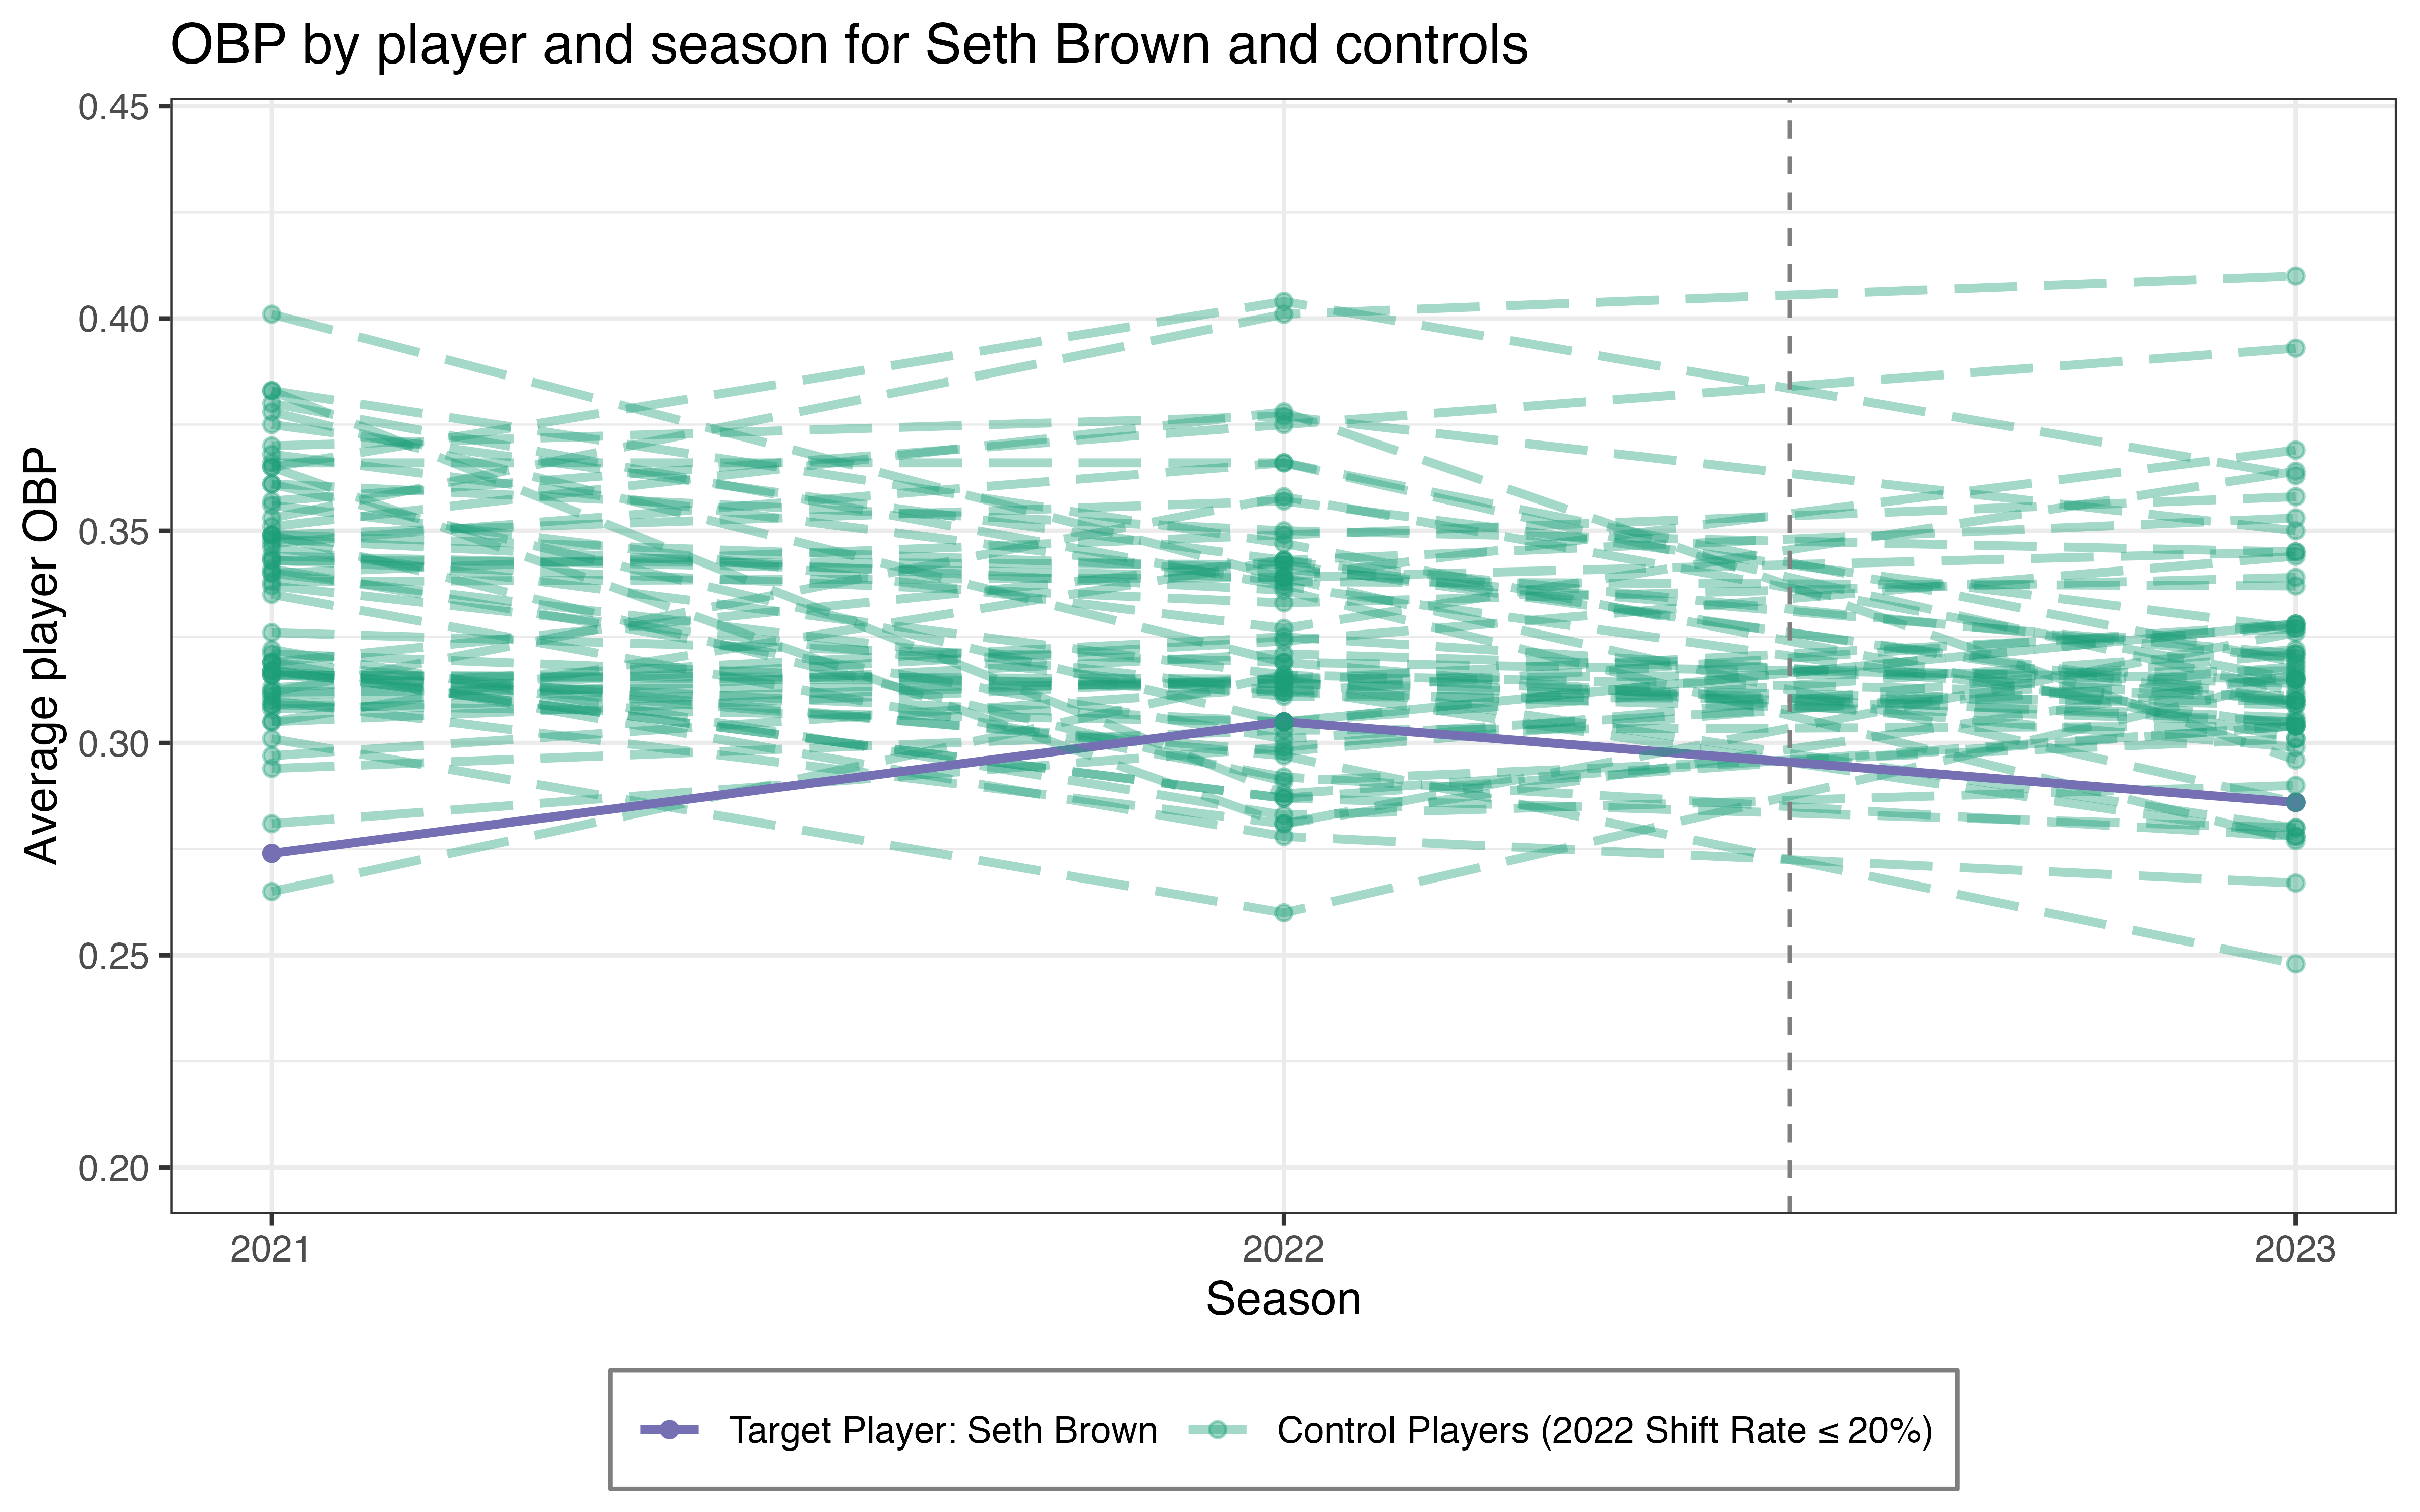 OBP by player and season for Seth Brown and controls
Average player OBP
0.45
0.40
0.35
0.30
0.25
0.20
2021
2022
2023
Season
Target Player: Seth Brown
Control Players (2022 Shift Rate ≤ 20%)